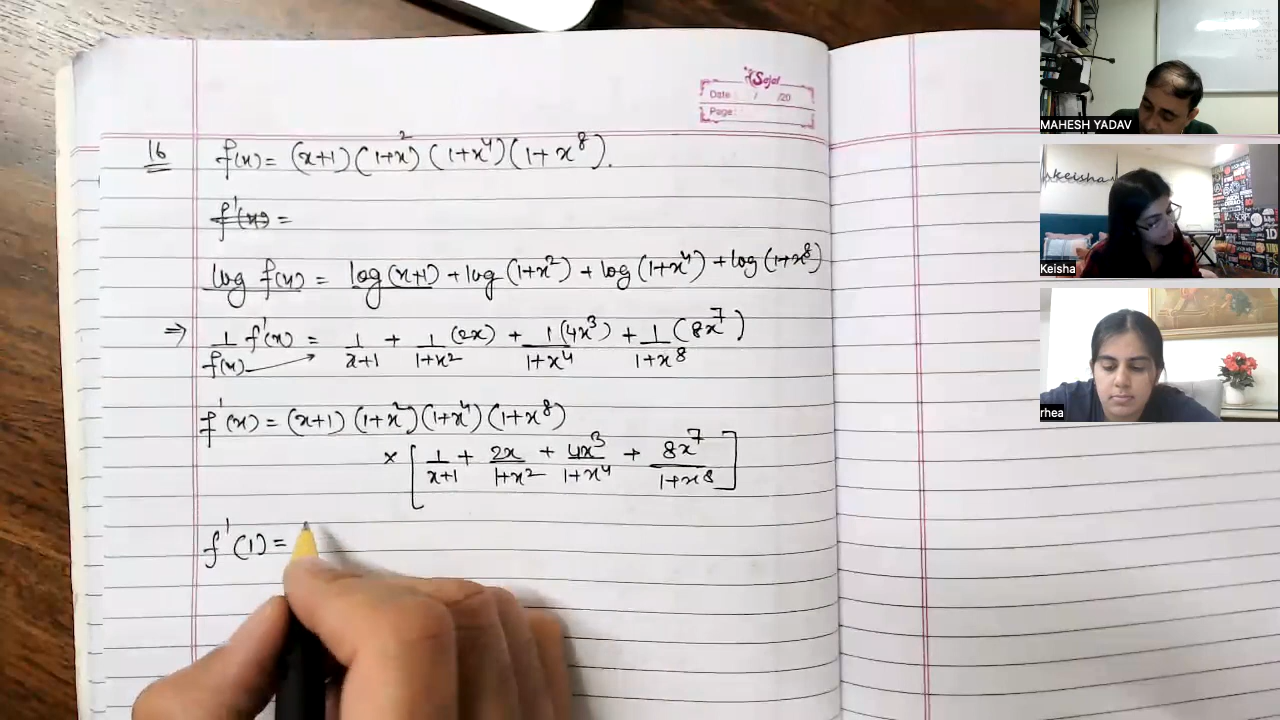 Sejal
Date : / /20
Page :
16 f(x) = (x+1) (1+x²) (1+x⁴) (1+x⁸).
f'(x) =
log f(x) = log(x+1) + log(1+x²) + log(1+x⁴) + log(1+x⁸)
⇒ 1/f(x) f'(x) = 1/(x+1) + 1/(1+x²) (2x) + 1/(1+x⁴) (4x³) + 1/(1+x⁸) (8x⁷)
f'(x) = (x+1) (1+x²) (1+x⁴) (1+x⁸)
× [ 1/(x+1) + 2x/(1+x²) + 4x³/(1+x⁴) + 8x⁷/(1+x⁸) ]
f'(1) =
MAHESH YADAV
keisha
Keisha
rhea